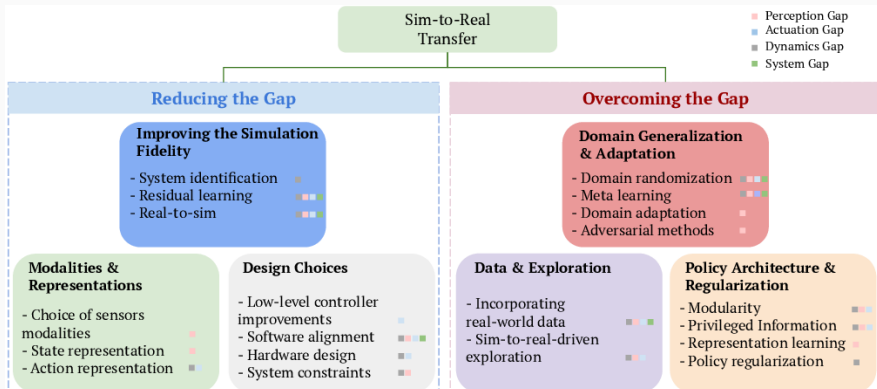 Sim-to-Real
Transfer
Perception Gap
Actuation Gap
Dynamics Gap
System Gap
Reducing the Gap
Improving the Simulation
Fidelity
- System identification
- Residual learning
- Real-to-sim
Modalities &
Representations
- Choice of sensors
modalities
- State representation
- Action representation
Design Choices
- Low-level controller
improvements
- Software alignment
- Hardware design
- System constraints
Overcoming the Gap
Domain Generalization
& Adaptation
- Domain randomization
- Meta learning
- Domain adaptation
- Adversarial methods
Data & Exploration
- Incorporating
real-world data
- Sim-to-real-driven
exploration
Policy Architecture &
Regularization
- Modularity
- Privileged Information
- Representation learning
- Policy regularization